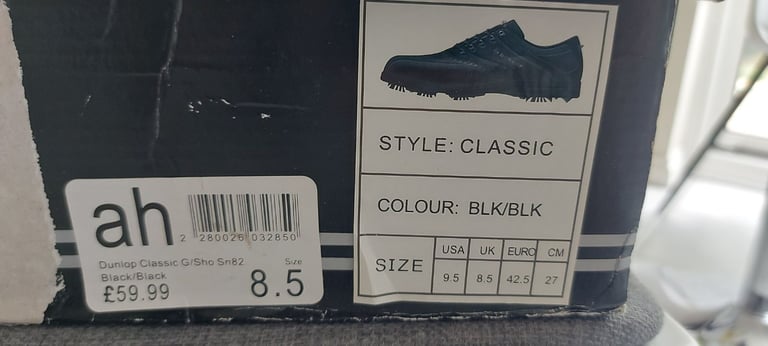 ah
2 280026 032850
Dunlop Classic G/Sho Sn82
Black/Black
£59.99
Size
8.5
STYLE: CLASSIC
COLOUR: BLK/BLK
SIZE
USA UK EURO CM
9.5 8.5 42.5 27